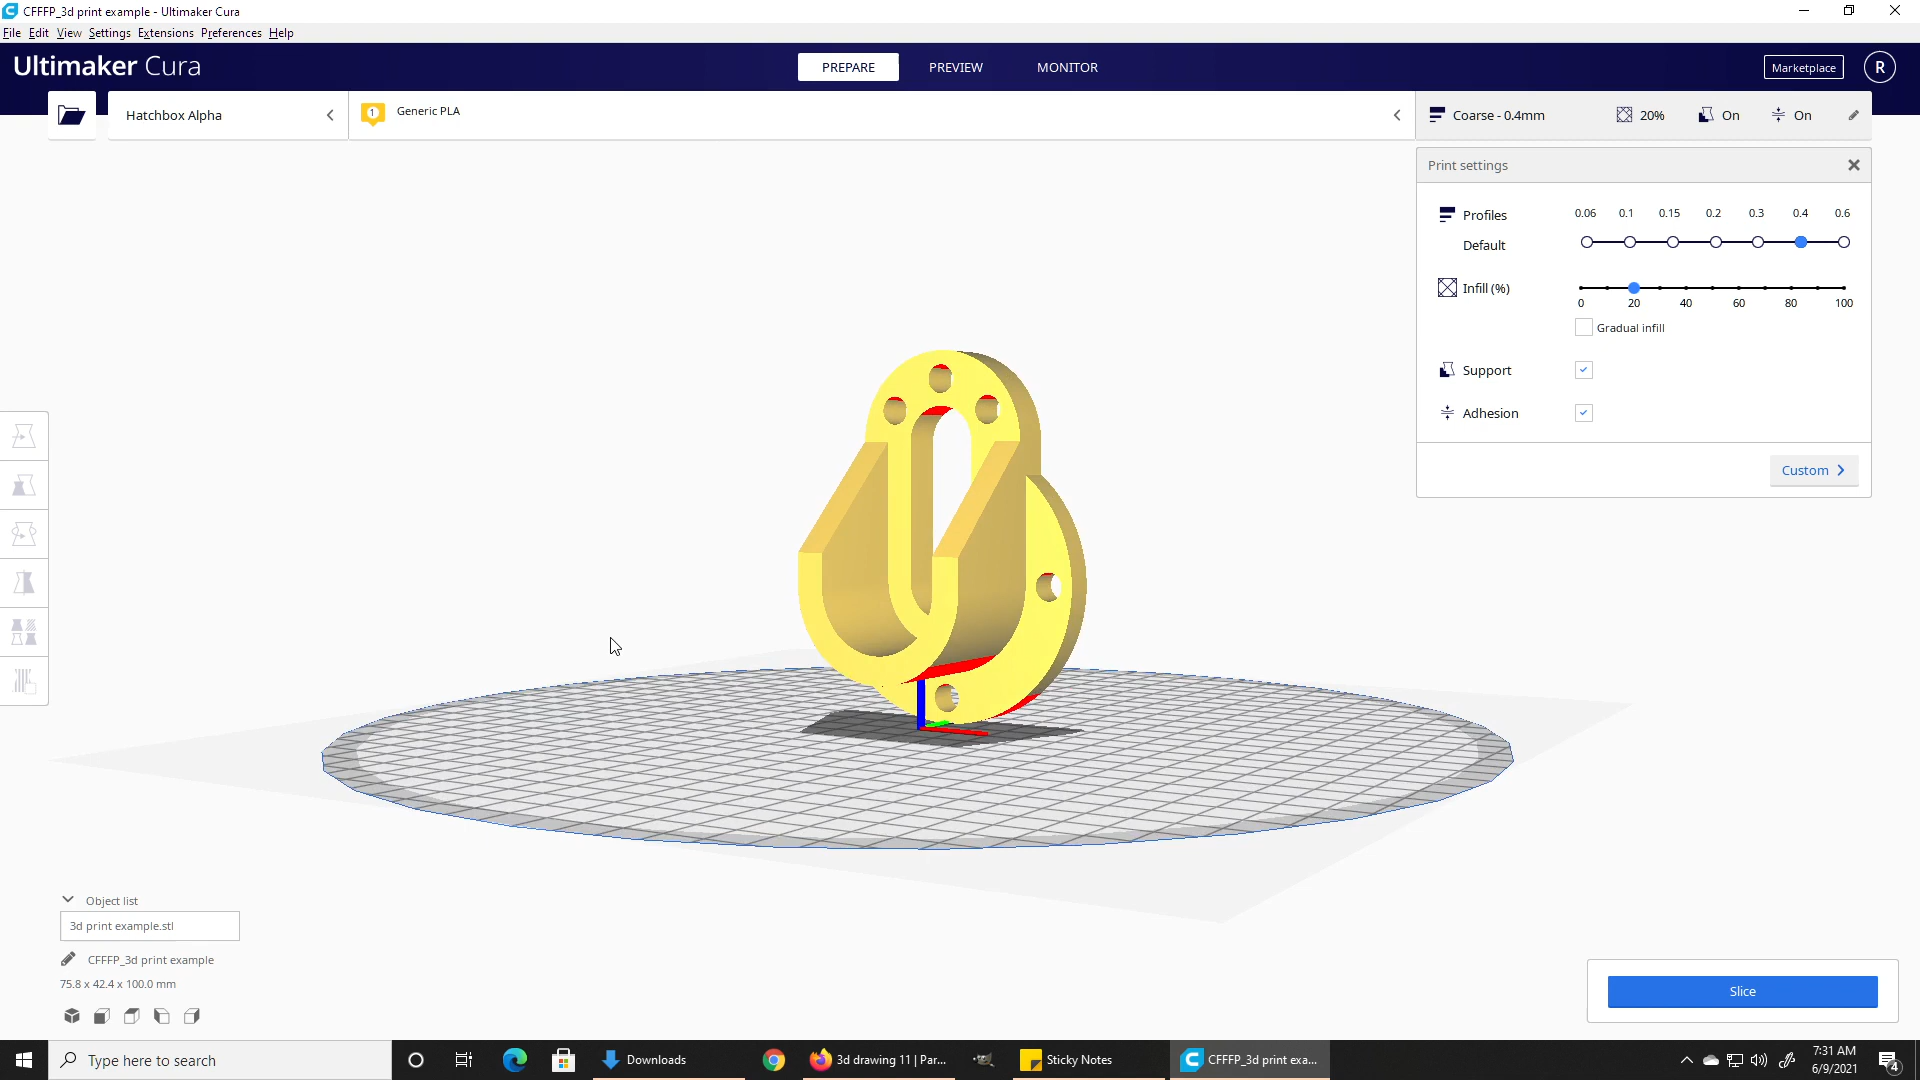 CFFFP_3d print example - Ultimaker Cura
File Edit View Settings Extensions Preferences Help
Ultimaker Cura
PREPARE PREVIEW MONITOR
Marketplace
R
Hatchbox Alpha
1
Generic PLA
Coarse - 0.4mm 20% On On
Print settings
Profiles 0.06 0.1 0.15 0.2 0.3 0.4 0.6
Default
Infill (%)
0 20 40 60 80 100
Gradual infill
Support
Adhesion
Custom
Object list
3d print example.stl
CFFFP_3d print example
75.8 x 42.4 x 100.0 mm
Slice
Type here to search
Downloads
3d drawing 11 | Par...
Sticky Notes
CFFFP_3d print exa...
7:31 AM
6/9/2021
4